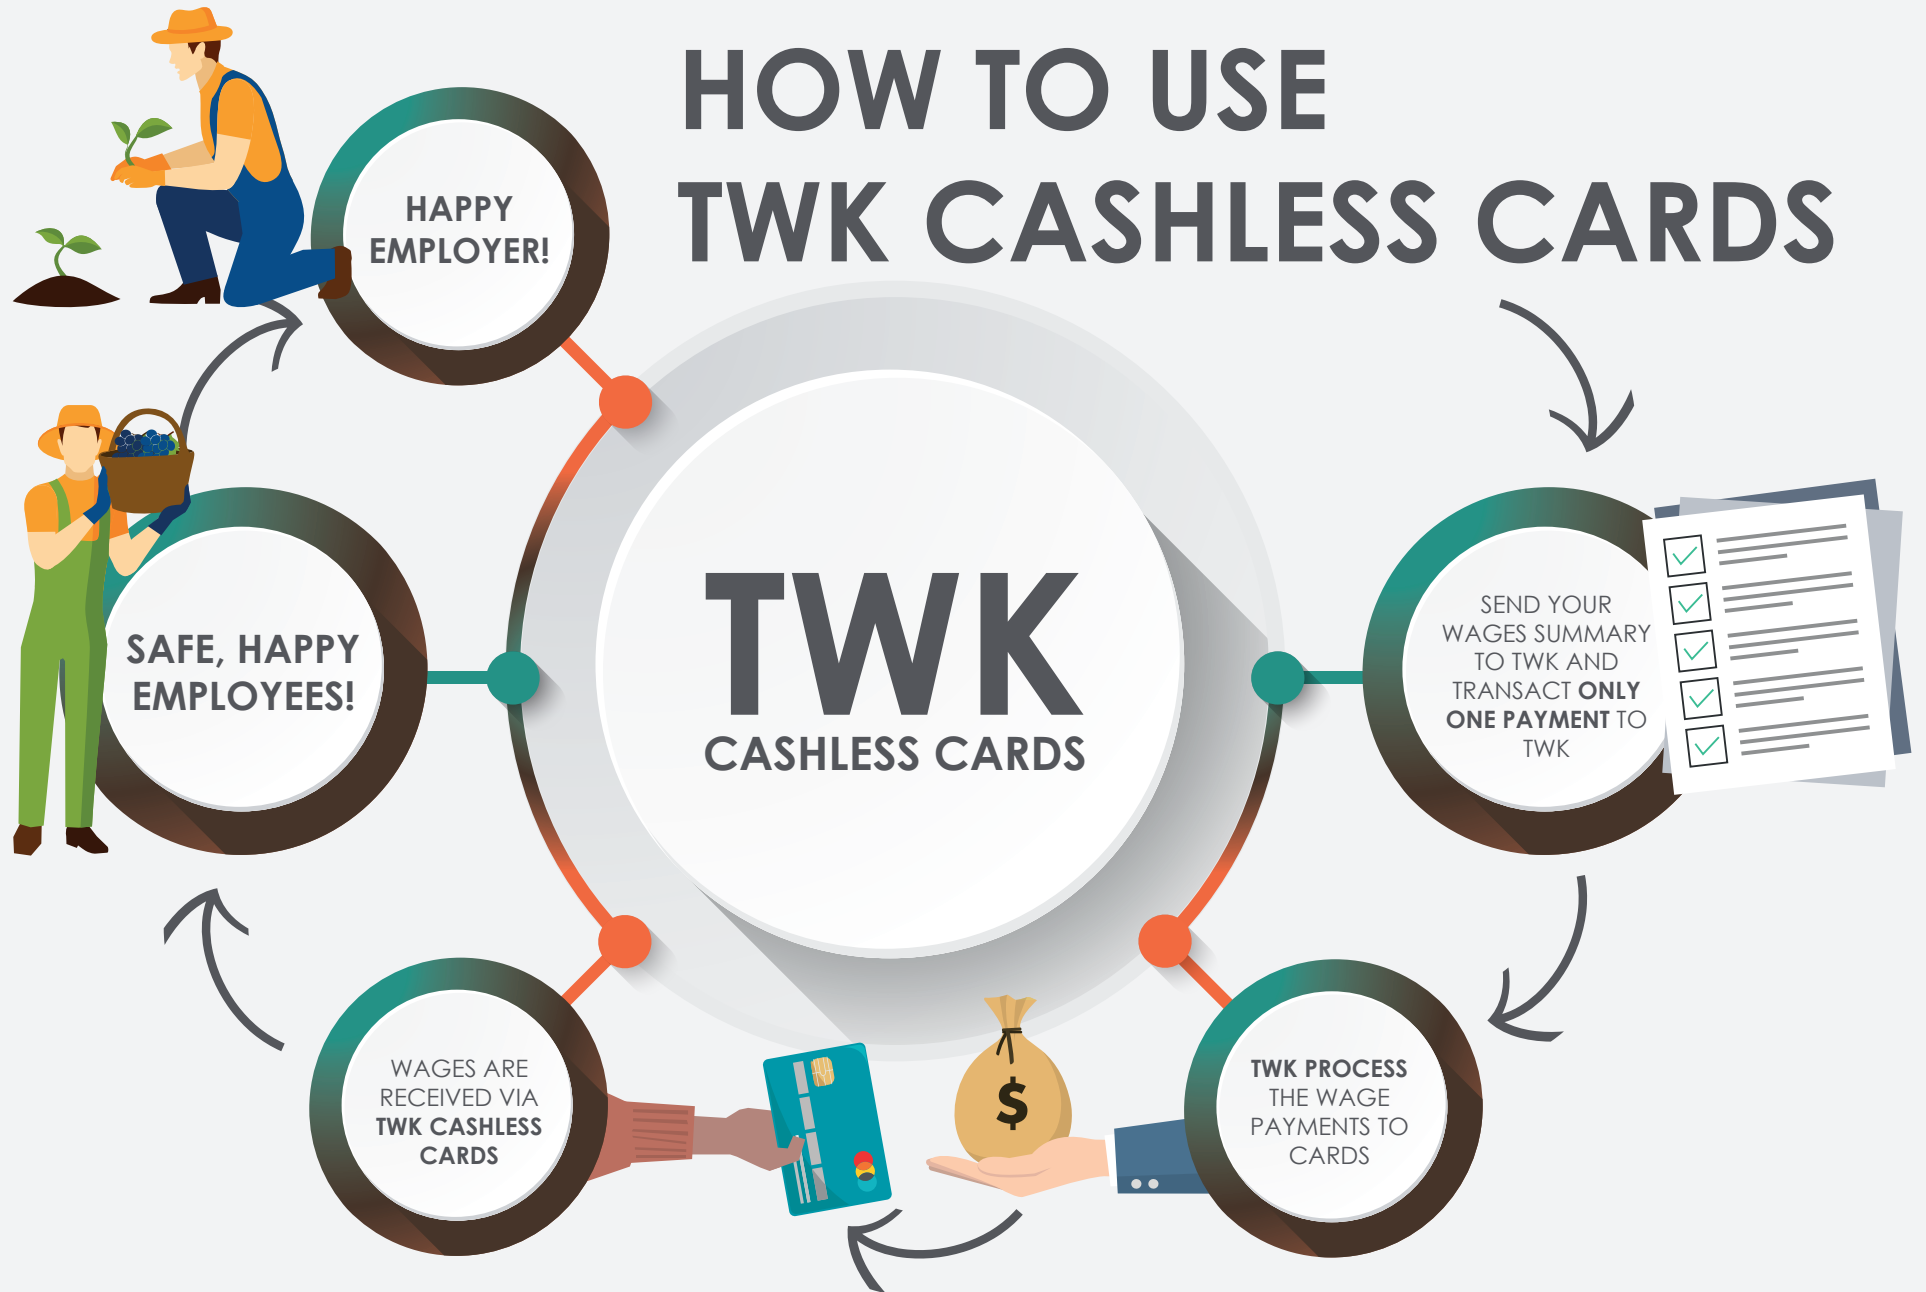 HOW TO USE
TWK CASHLESS CARDS
HAPPY
EMPLOYER!
SAFE, HAPPY
EMPLOYEES!
TWK
CASHLESS CARDS
SEND YOUR
WAGES SUMMARY
TO TWK AND
TRANSACT ONLY
ONE PAYMENT TO
TWK
TWK PROCESS
THE WAGE
PAYMENTS TO
CARDS
$
WAGES ARE
RECEIVED VIA
TWK CASHLESS
CARDS